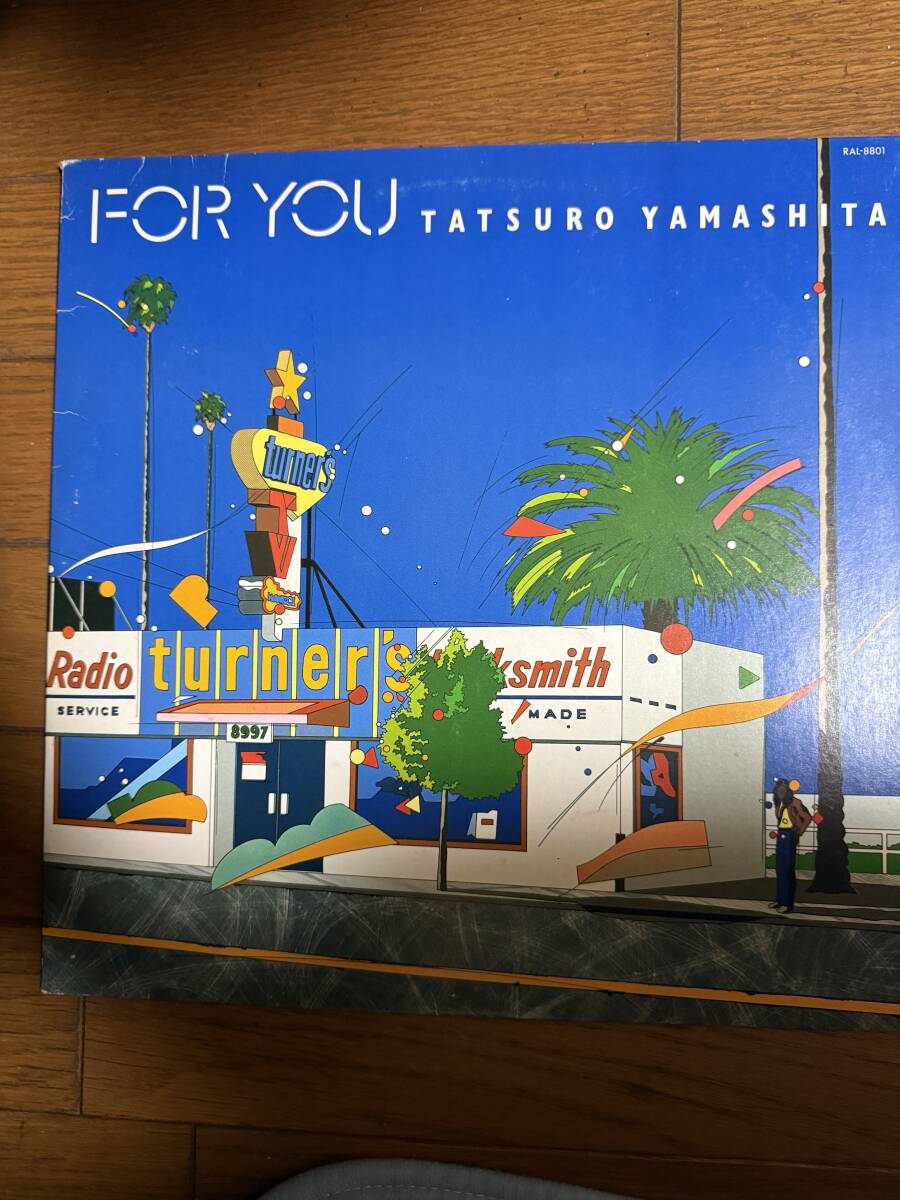 RAL-8801
FOR YOU TATSURO YAMASHITA
turner's
Radio turner's ksmith
SERVICE MADE
8997